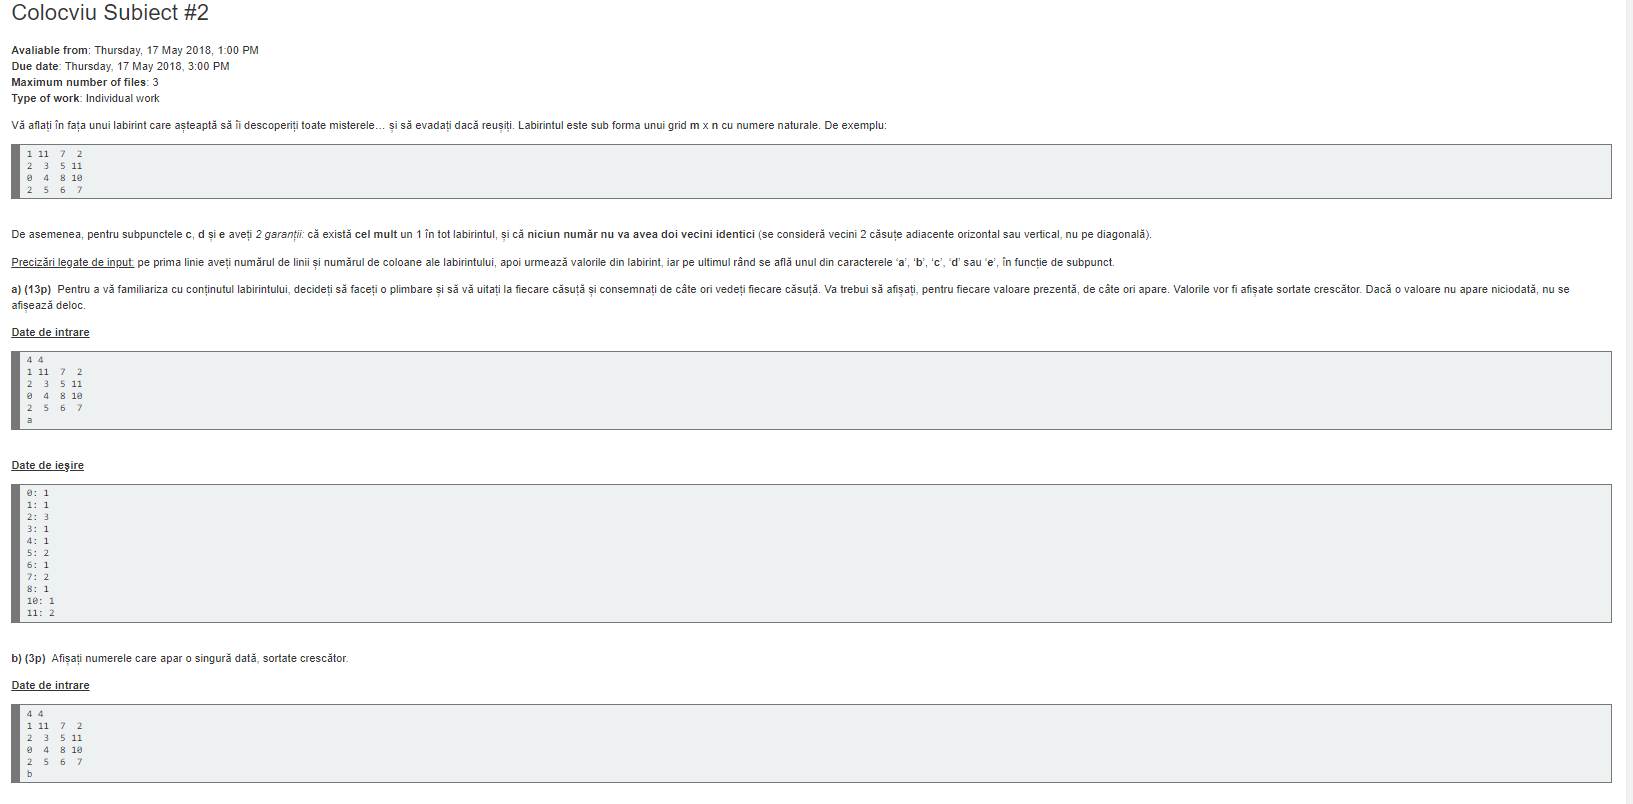 Colocviu Subiect #2
Avaliable from: Thursday, 17 May 2018, 1:00 PM
Due date: Thursday, 17 May 2018, 3:00 PM
Maximum number of files: 3
Type of work: Individual work
Vă aflați în fața unui labirint care așteaptă să îi descoperiți toate misterele... și să evadați dacă reușiți. Labirintul este sub forma unui grid m x n cu numere naturale. De exemplu:
1 11  7  2
2  3  5 11
0  4  8 10
2  5  6  7
De asemenea, pentru subpunctele c, d și e aveți 2 garanții: că există cel mult un 1 în tot labirintul, și că niciun număr nu va avea doi vecini identici (se consideră vecini 2 căsuțe adiacente orizontal sau vertical, nu pe diagonală).
Precizări legate de input: pe prima linie aveți numărul de linii și numărul de coloane ale labirintului, apoi urmează valorile din labirint, iar pe ultimul rând se află unul din caracterele ‘a’, ‘b’, ‘c’, ‘d’ sau ‘e’, în funcție de subpunct.
a) (13p)  Pentru a vă familiariza cu conținutul labirintului, decideți să faceți o plimbare și să vă uitați la fiecare căsuță și consemnați de câte ori vedeți fiecare căsuță. Va trebui să afișați, pentru fiecare valoare prezentă, de câte ori apare. Valorile vor fi afișate sortate crescător. Dacă o valoare nu apare niciodată, nu se
afișează deloc.
Date de intrare
4 4
1 11  7  2
2  3  5 11
0  4  8 10
2  5  6  7
a
Date de ieşire
0: 1
1: 1
2: 3
3: 1
4: 1
5: 2
6: 1
7: 2
8: 1
10: 1
11: 2
b) (3p)  Afișați numerele care apar o singură dată, sortate crescător.
Date de intrare
4 4
1 11  7  2
2  3  5 11
0  4  8 10
2  5  6  7
b